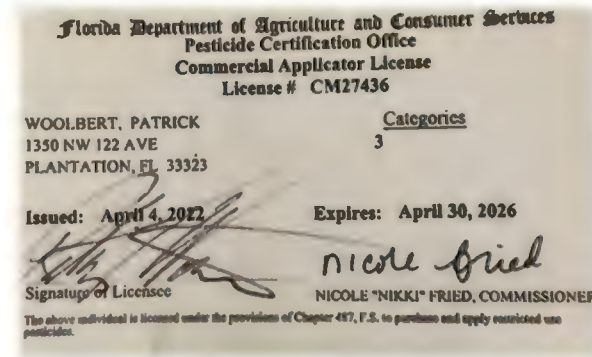 Florida Department of Agriculture and Consumer Services
Pesticide Certification Office
Commercial Applicator License
License # CM27436
WOOLBERT, PATRICK
1350 NW 122 AVE
PLANTATION, FL 33323
Categories
3
Issued: April 4, 2022
Expires: April 30, 2026
nicole fried
Signature of Licensee
NICOLE "NIKKI" FRIED, COMMISSIONER
The above individual is licensed under the provisions of Chapter 487, F.S. to purchase and apply restricted use
pesticides.